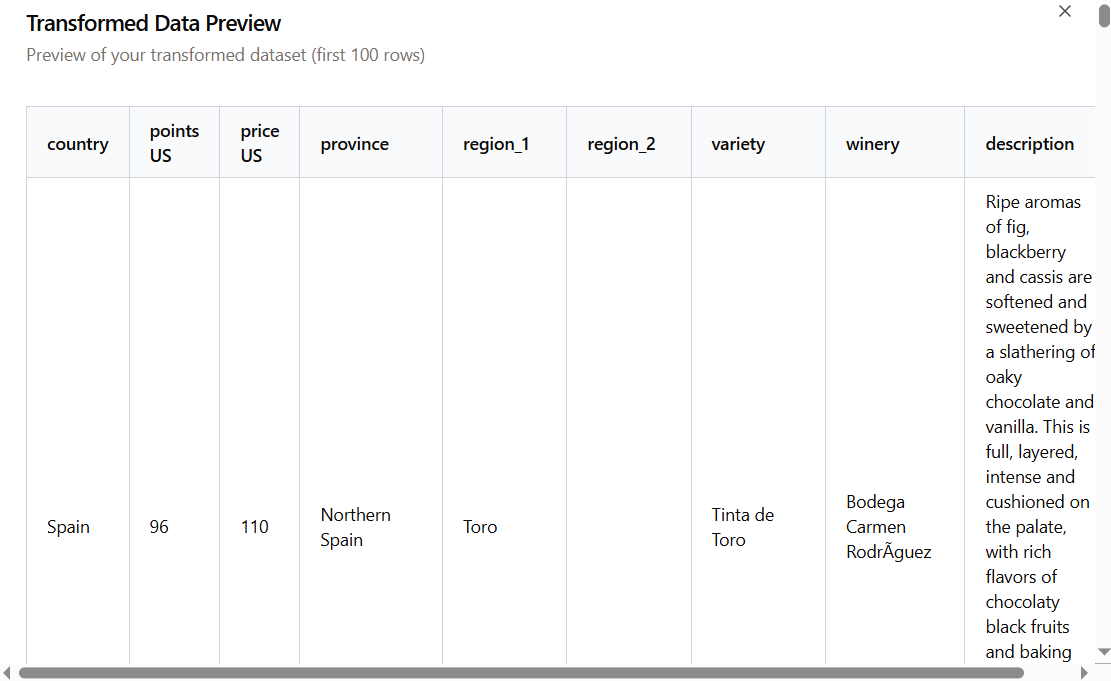 Transformed Data Preview
Preview of your transformed dataset (first 100 rows)
country
points
US
price
US
province
region_1
region_2
variety
winery
description
Spain
96
110
Northern
Spain
Toro
Tinta de
Toro
Bodega
Carmen
RodrÃguez
Ripe aromas
of fig,
blackberry
and cassis are
softened and
sweetened by
a slathering of
oaky
chocolate and
vanilla. This is
full, layered,
intense and
cushioned on
the palate,
with rich
flavors of
chocolaty
black fruits
and baking